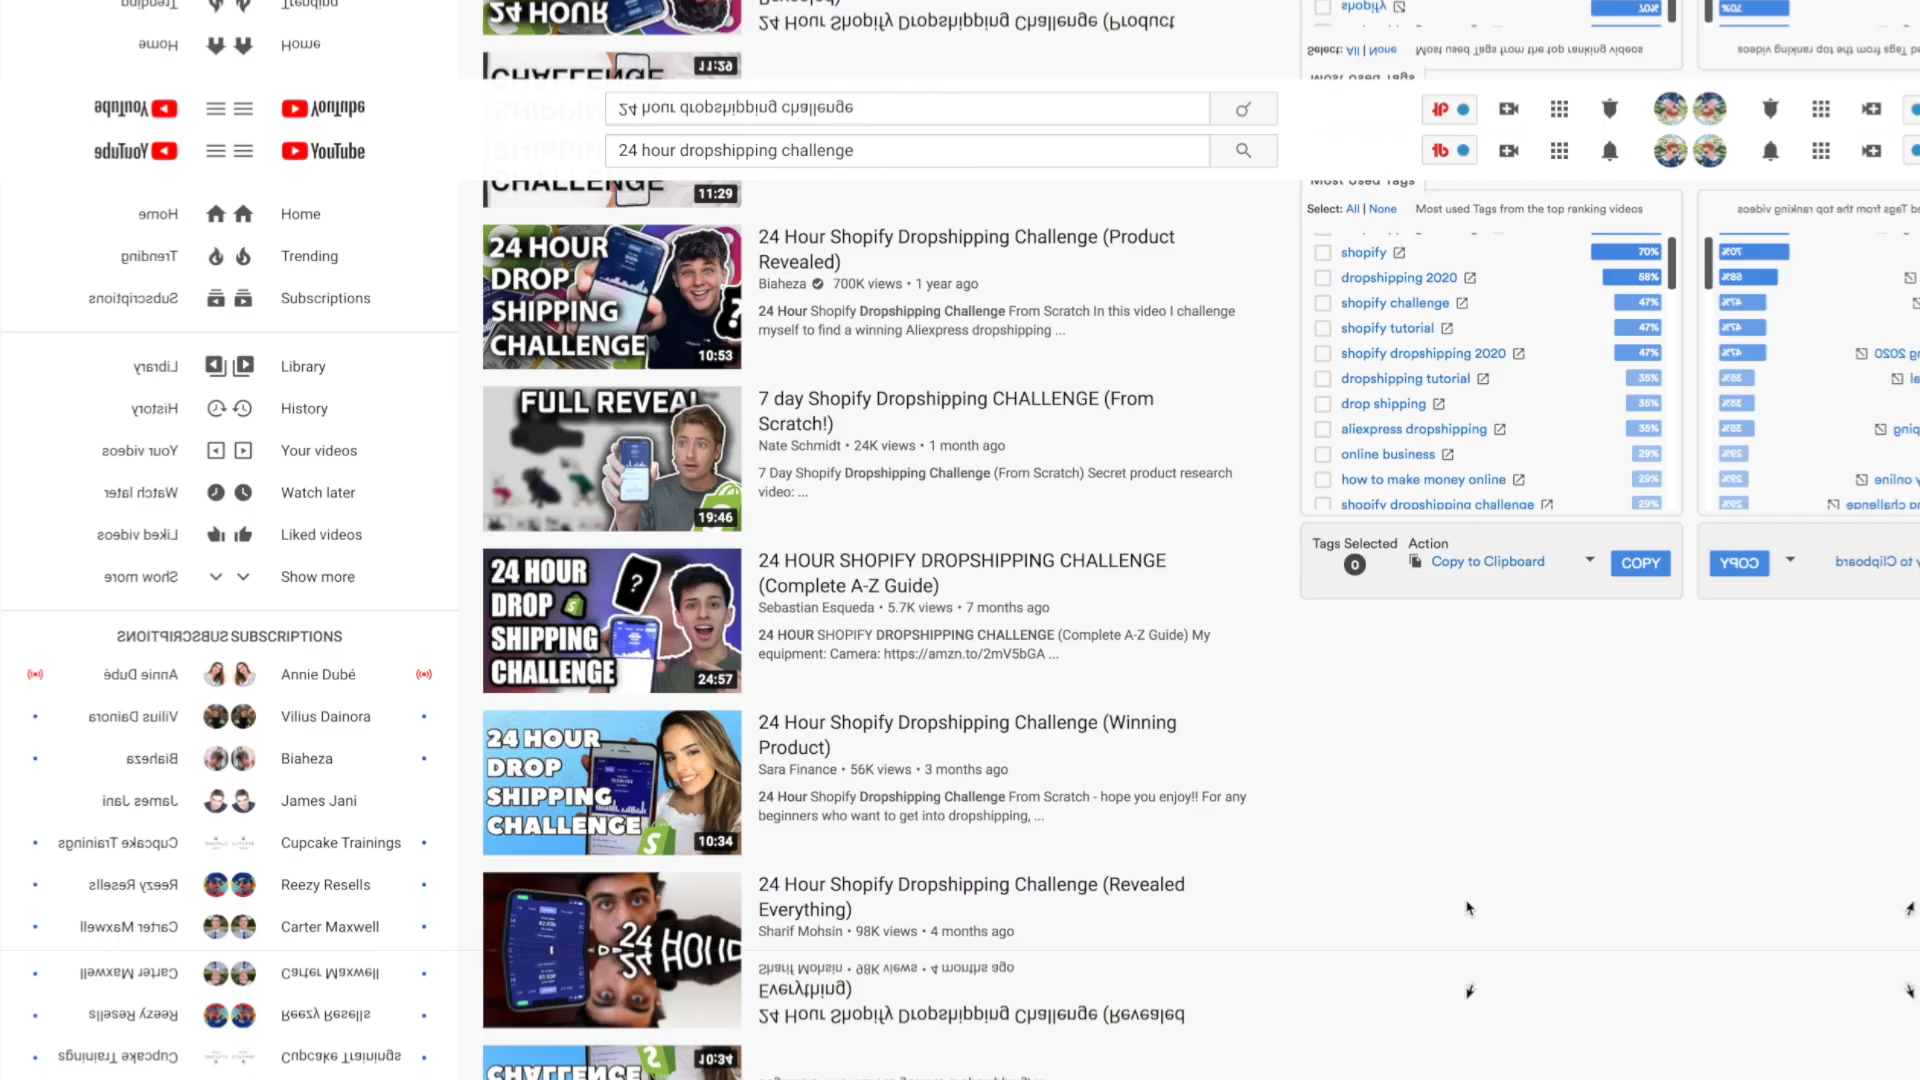 YouTube
24 hour dropshipping challenge
Home
Trending
Subscriptions
Library
History
Your videos
Watch later
Liked videos
Show more
SUBSCRIPTIONS
Annie Dubé
Vilius Dainora
Biaheza
James Jani
Cupcake Trainings
Reezy Resells
Carter Maxwell
CHALLENGE
11:29
24 HOUR
DROP
SHIPPING
CHALLENGE
10:53
24 Hour Shopify Dropshipping Challenge (Product
Revealed)
Biaheza 700K views • 1 year ago
24 Hour Shopify Dropshipping Challenge From Scratch In this video I challenge
myself to find a winning Aliexpress dropshipping ...
FULL REVEAL
19:46
7 day Shopify Dropshipping CHALLENGE (From
Scratch!)
Nate Schmidt • 24K views • 1 month ago
7 Day Shopify Dropshipping Challenge (From Scratch) Secret product research
video: ...
24 HOUR
DROP
SHIPPING
CHALLENGE
24:57
24 HOUR SHOPIFY DROPSHIPPING CHALLENGE
(Complete A-Z Guide)
Sebastian Esqueda • 5.7K views • 7 months ago
24 HOUR SHOPIFY DROPSHIPPING CHALLENGE (Complete A-Z Guide) My
equipment: Camera: https://amzn.to/2mV5bGA ...
24 HOUR
DROP
SHIPPING
CHALLENGE
10:34
24 Hour Shopify Dropshipping Challenge (Winning
Product)
Sara Finance • 56K views • 3 months ago
24 Hour Shopify Dropshipping Challenge From Scratch - hope you enjoy!! For any
beginners who want to get into dropshipping, ...
24 Hour Shopify Dropshipping Challenge (Revealed
Everything)
Sharif Mohsin • 98K views • 4 months ago
Most Used Tags
Select: All | None Most used Tags from the top ranking videos
shopify 70%
dropshipping 2020 58%
shopify challenge 47%
shopify tutorial 47%
shopify dropshipping 2020 47%
dropshipping tutorial 35%
drop shipping 35%
aliexpress dropshipping 35%
online business 29%
how to make money online 29%
shopify dropshipping challenge 29%
Tags Selected Action
0 Copy to Clipboard COPY